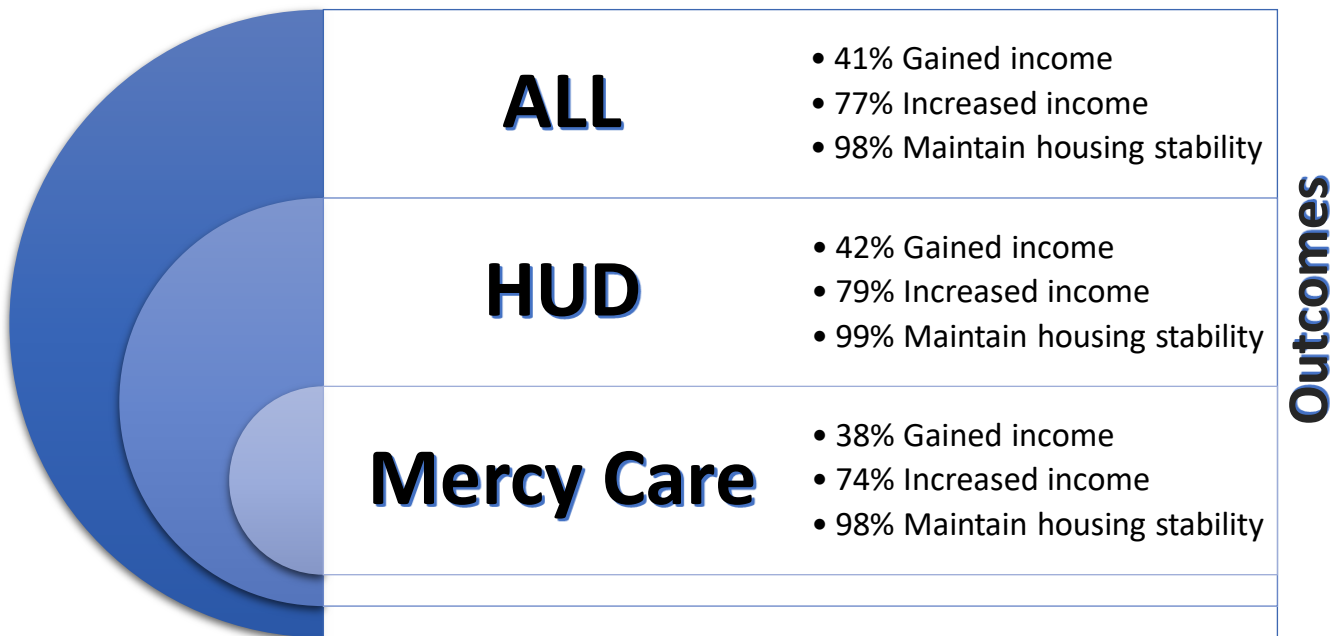 ALL
• 41% Gained income
• 77% Increased income
• 98% Maintain housing stability
HUD
• 42% Gained income
• 79% Increased income
• 99% Maintain housing stability
Mercy Care
• 38% Gained income
• 74% Increased income
• 98% Maintain housing stability
Outcomes